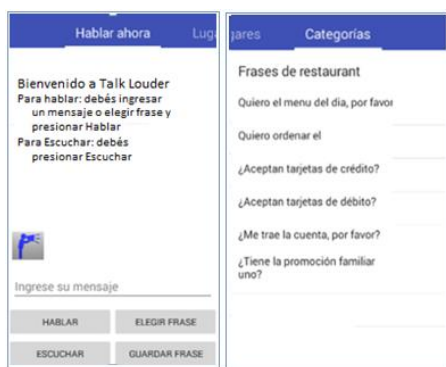 Hablar ahora
Luga
Bienvenido a Talk Louder
Para hablar: debés ingresar
un mensaje o elegir frase y
presionar Hablar
Para Escuchar: debés
presionar Escuchar
Ingrese su mensaje
HABLAR
ELEGIR FRASE
ESCUCHAR
GUARDAR FRASE
jares
Categorías
Frases de restaurant
Quiero el menu del dia, por favor
Quiero ordenar el
¿Aceptan tarjetas de crédito?
¿Aceptan tarjetas de débito?
¿Me trae la cuenta, por favor?
¿Tiene la promoción familiar
uno?